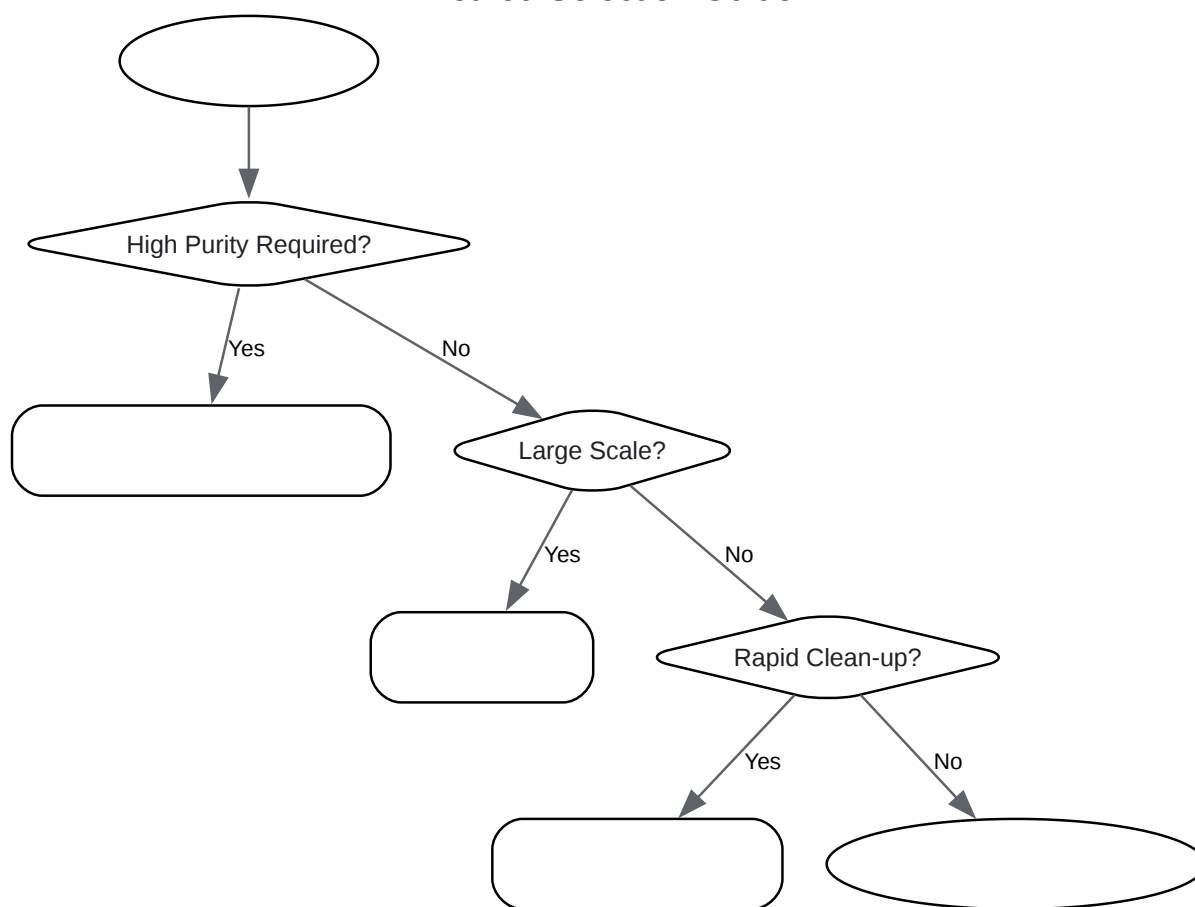 High Purity Required?
Yes
No
Large Scale?
Yes
No
Rapid Clean-up?
Yes
No